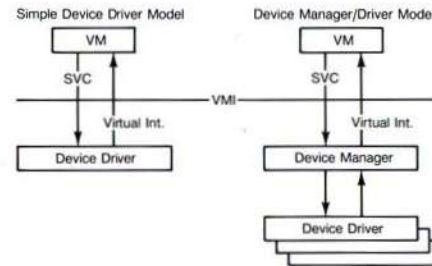 Simple Device Driver Model
VM
SVC
Virtual Int.
Device Driver
VMI
Device Manager/Driver Mode
VM
SVC
Virtual Int.
Device Manager
Device Driver